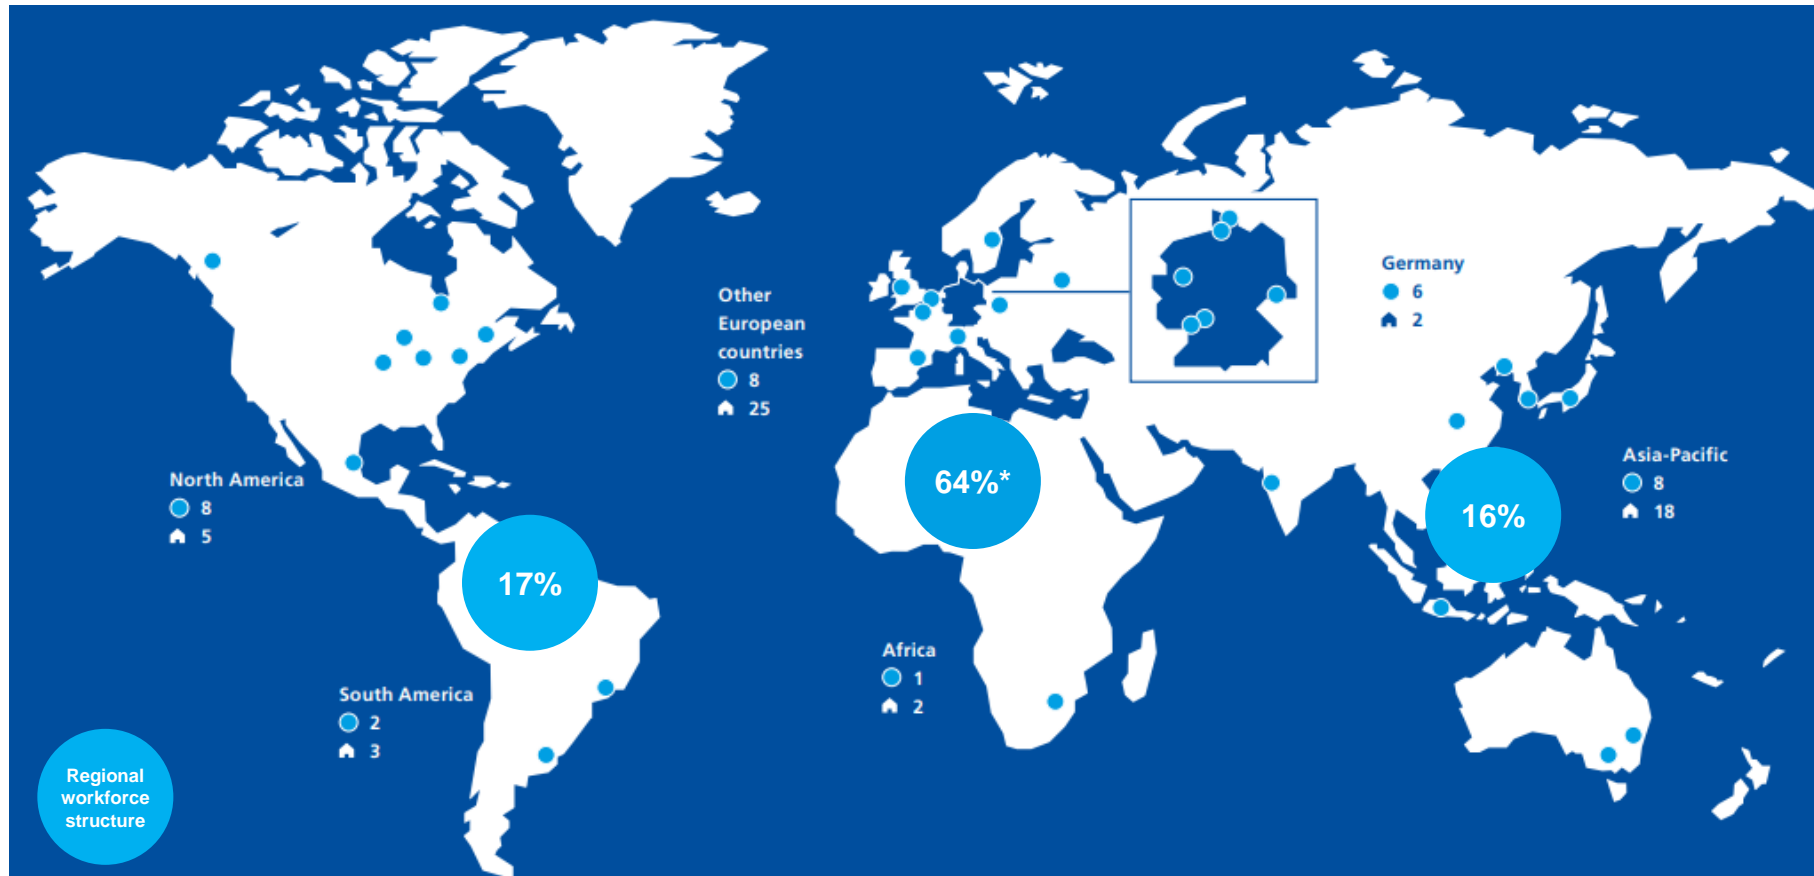 Other
European
countries
8
25
Germany
6
2
North America
8
5
64%*
Asia-Pacific
8
18
16%
17%
Africa
1
2
South America
2
3
Regional
workforce
structure